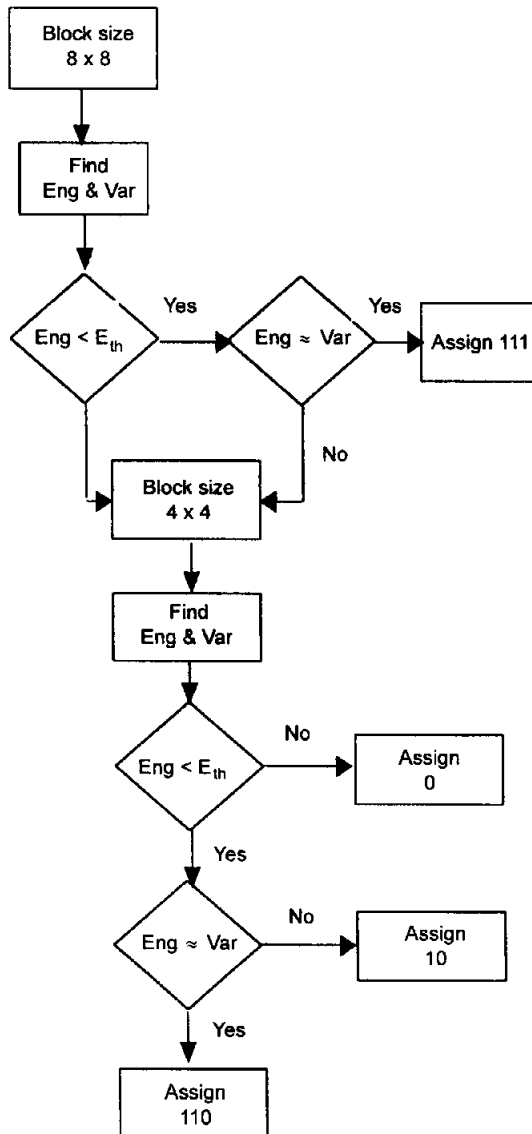 Block size
8 x 8
Find
Eng & Var
Eng < E_th
Yes
Eng ≈ Var
Yes
Assign 111
No
Block size
4 x 4
Find
Eng & Var
Eng < E_th
No
Assign
0
Yes
Eng ≈ Var
No
Assign
10
Yes
Assign
110